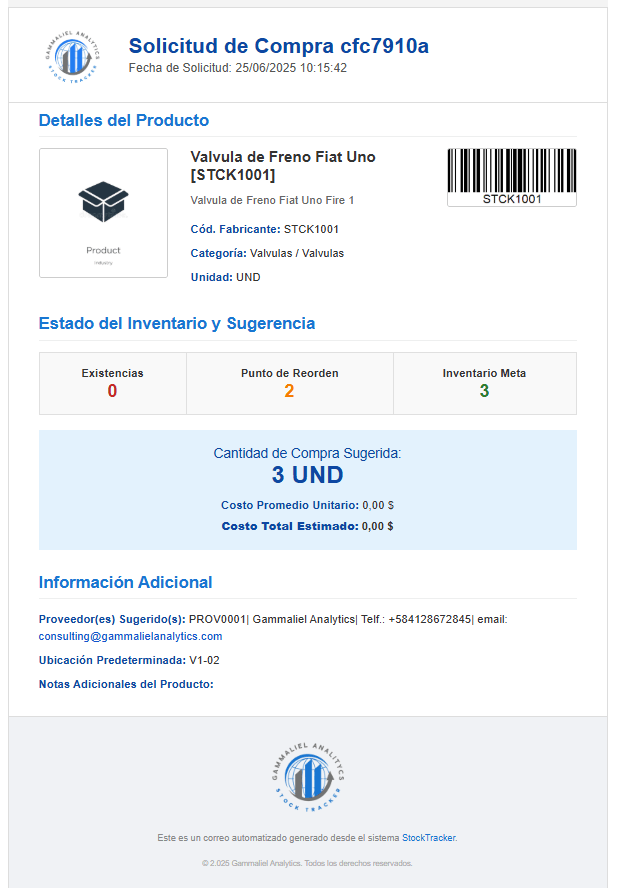 GAMMALIEL ANALYTICS
STOCK TRACKER
Solicitud de Compra cfc7910a
Fecha de Solicitud: 25/06/2025 10:15:42
Detalles del Producto
Product
Industry
Valvula de Freno Fiat Uno
[STCK1001]
Valvula de Freno Fiat Uno Fire 1
Cód. Fabricante: STCK1001
Categoría: Valvulas / Valvulas
Unidad: UND
STCK1001
Estado del Inventario y Sugerencia
Existencias
0
Punto de Reorden
2
Inventario Meta
3
Cantidad de Compra Sugerida:
3 UND
Costo Promedio Unitario: 0,00 $
Costo Total Estimado: 0,00 $
Información Adicional
Proveedor(es) Sugerido(s): PROV0001| Gammaliel Analytics| Telf.: +584128672845| email:
consulting@gammalielanalytics.com
Ubicación Predeterminada: V1-02
Notas Adicionales del Producto:
GAMMALIEL ANALITYCS
STOCK TRACKER
Este es un correo automatizado generado desde el sistema StockTracker.
© 2.025 Gammaliel Analytics. Todos los derechos reservados.